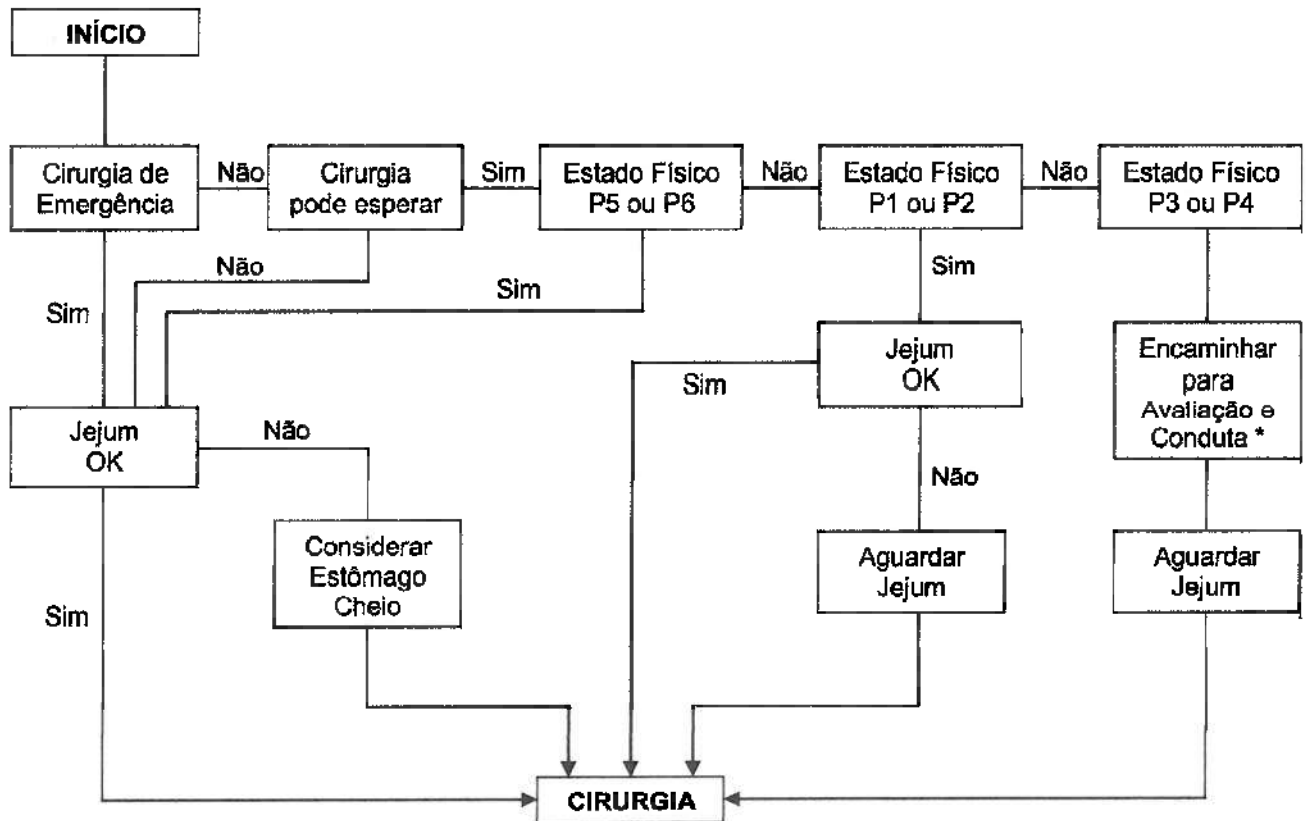 INÍCIO
Cirurgia de
Emergência
Não
Cirurgia
pode esperar
Sim
Estado Físico
P5 ou P6
Não
Estado Físico
P1 ou P2
Não
Estado Físico
P3 ou P4
Não
Sim
Sim
Sim
Jejum
OK
Sim
Encaminhar
para
Avaliação e
Conduta *
Jejum
OK
Não
Não
Considerar
Estômago
Cheio
Aguardar
Jejum
Aguardar
Jejum
Sim
CIRURGIA